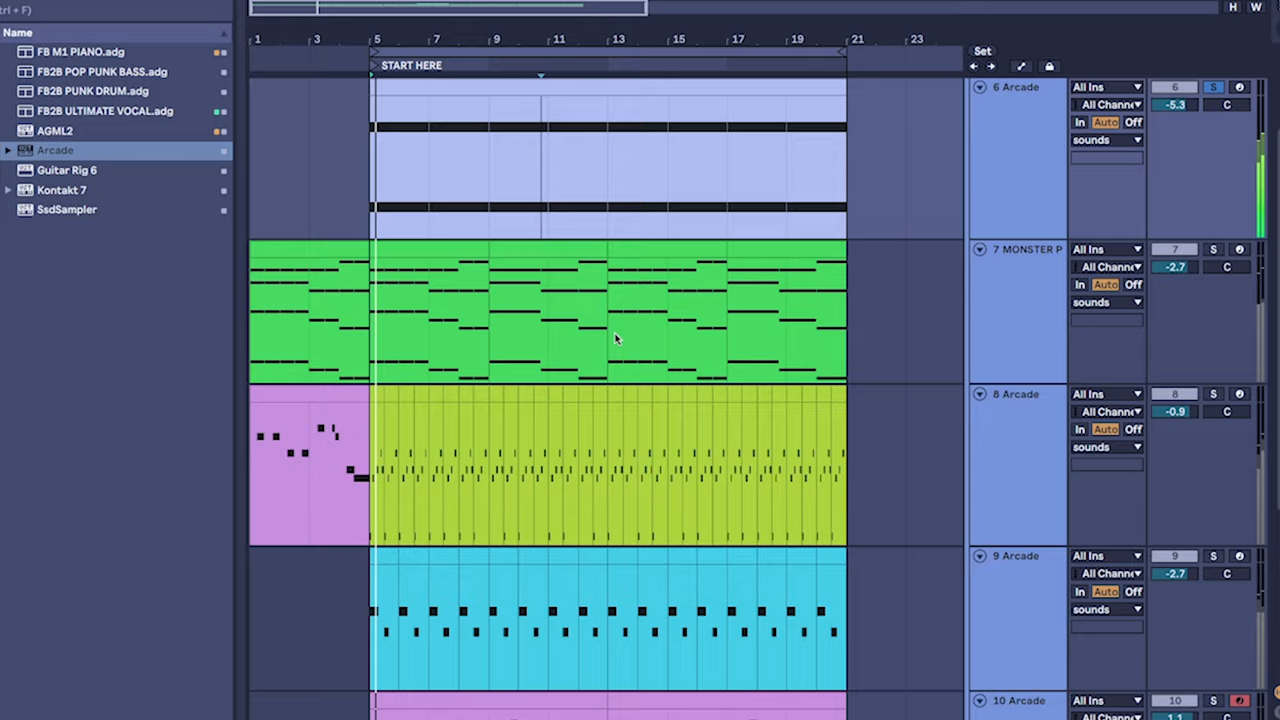 trl + F)
H W
Name
FB M1 PIANO.adg
FB2B POP PUNK BASS.adg
FB2B PUNK DRUM.adg
FB2B ULTIMATE VOCAL.adg
AGML2
Arcade
Guitar Rig 6
Kontakt 7
SsdSampler
1 3 5 7 9 11 13 15 17 19 21 23
Set
START HERE
6 Arcade All Ins 6 S
All Channe -5.3 C
In Auto Off
sounds
7 MONSTER P All Ins 7 S
All Channe -2.7 C
In Auto Off
sounds
8 Arcade All Ins 8 S
All Channe -0.9 C
In Auto Off
sounds
9 Arcade All Ins 9 S
All Channe -2.7 C
In Auto Off
sounds
10 Arcade All Ins 10 S
All Channe 1.1 C